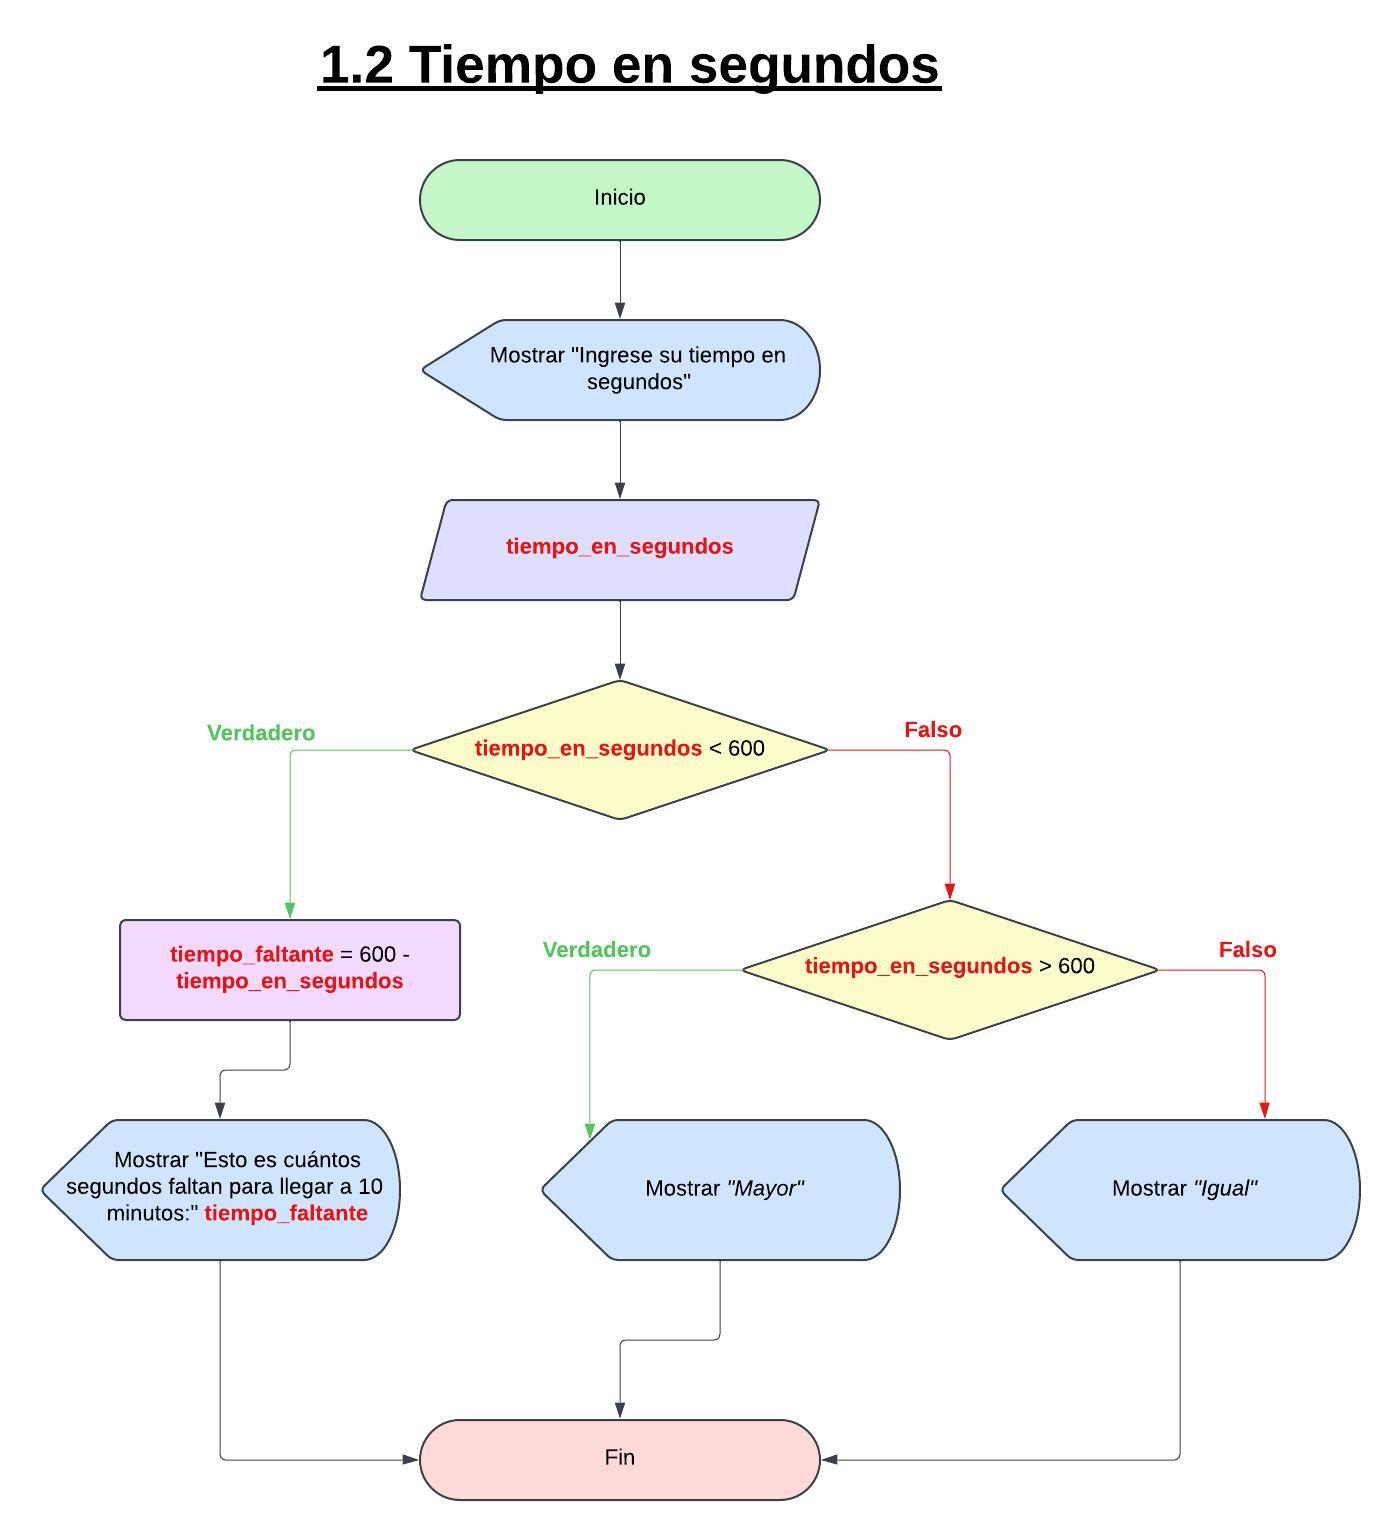 1.2 Tiempo en segundos
Inicio
Mostrar "Ingrese su tiempo en
segundos"
tiempo_en_segundos
tiempo_en_segundos < 600
Verdadero
Falso
tiempo_faltante = 600 -
tiempo_en_segundos
tiempo_en_segundos > 600
Verdadero
Falso
Mostrar "Esto es cuántos
segundos faltan para llegar a 10
minutos:" tiempo_faltante
Mostrar "Mayor"
Mostrar "Igual"
Fin